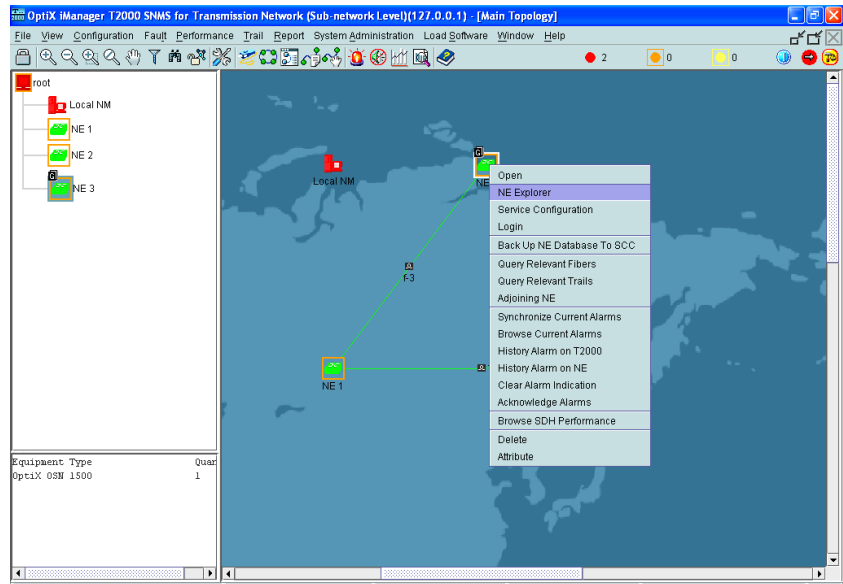 OptiX iManager T2000 SNMS for Transmission Network (Sub-network Level)(127.0.0.1) - [Main Topology]
File View Configuration Fault Performance Trail Report System Administration Load Software Window Help
2 0 0
root
Local NM
NE 1
NE 2
NE 3
Local NM
NE
f-3
NE 1
Open
NE Explorer
Service Configuration
Login
Back Up NE Database To SCC
Query Relevant Fibers
Query Relevant Trails
Adjoining NE
Synchronize Current Alarms
Browse Current Alarms
History Alarm on T2000
History Alarm on NE
Clear Alarm Indication
Acknowledge Alarms
Browse SDH Performance
Delete
Attribute
Equipment Type Quan
OptiX OSN 1500 1